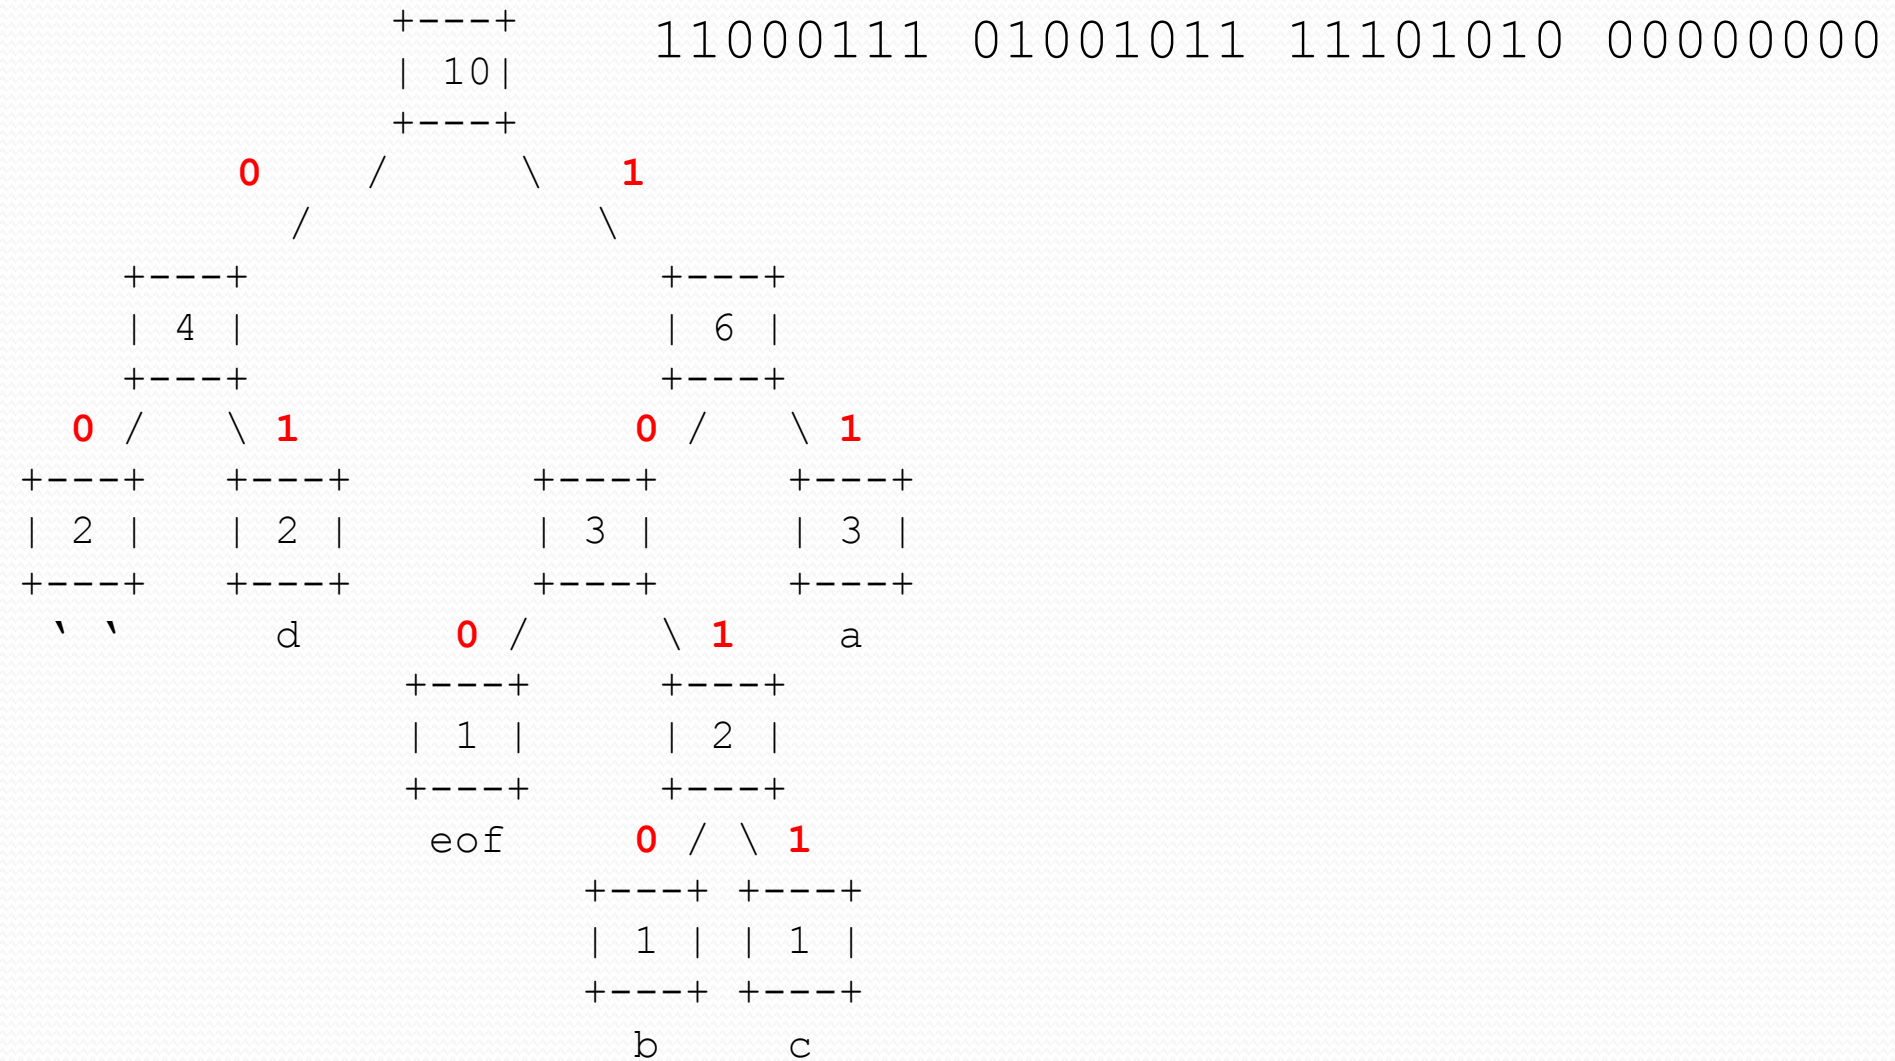 +---+    11000111 01001011 11101010 00000000
| 10|
+---+
0 / \ 1
/ \
+---+ +---+
| 4 | | 6 |
+---+ +---+
0 / \ 1 0 / \ 1
+---+ +---+ +---+ +---+
| 2 | | 2 | | 3 | | 3 |
+---+ +---+ +---+ +---+
‛ ‛ d 0 / \ 1 a
+---+ +---+
| 1 | | 2 |
+---+ +---+
eof 0 / \ 1
+---+ +---+
| 1 | | 1 |
+---+ +---+
b c